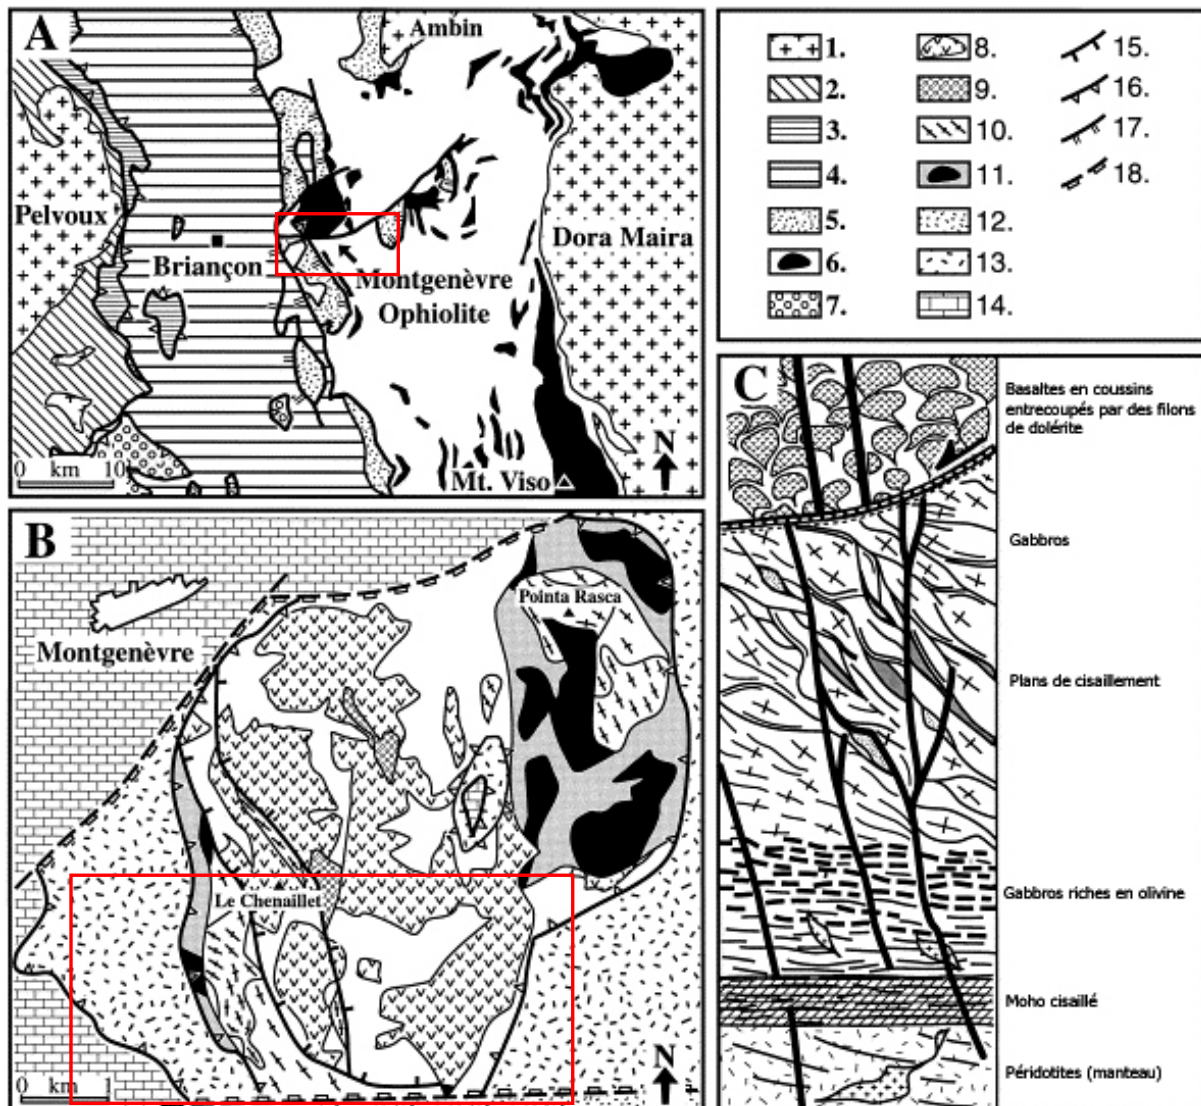 A
Ambin
Pelvoux
Briançon
Dora Maira
Montgenèvre
Ophiolite
Mt. Viso
N
0 km 10
1.
2.
3.
4.
5.
6.
7.
8.
9.
10.
11.
12.
13.
14.
15.
16.
17.
18.
B
Pointa Rasca
Montgenèvre
Le Chenaillet
N
0 km 1
C
Basaltes en coussins
entrecoupés par des filons
de dolérite
Gabbros
Plans de cisaillement
Gabbros riches en olivine
Moho cisaillé
Péridotites (manteau)